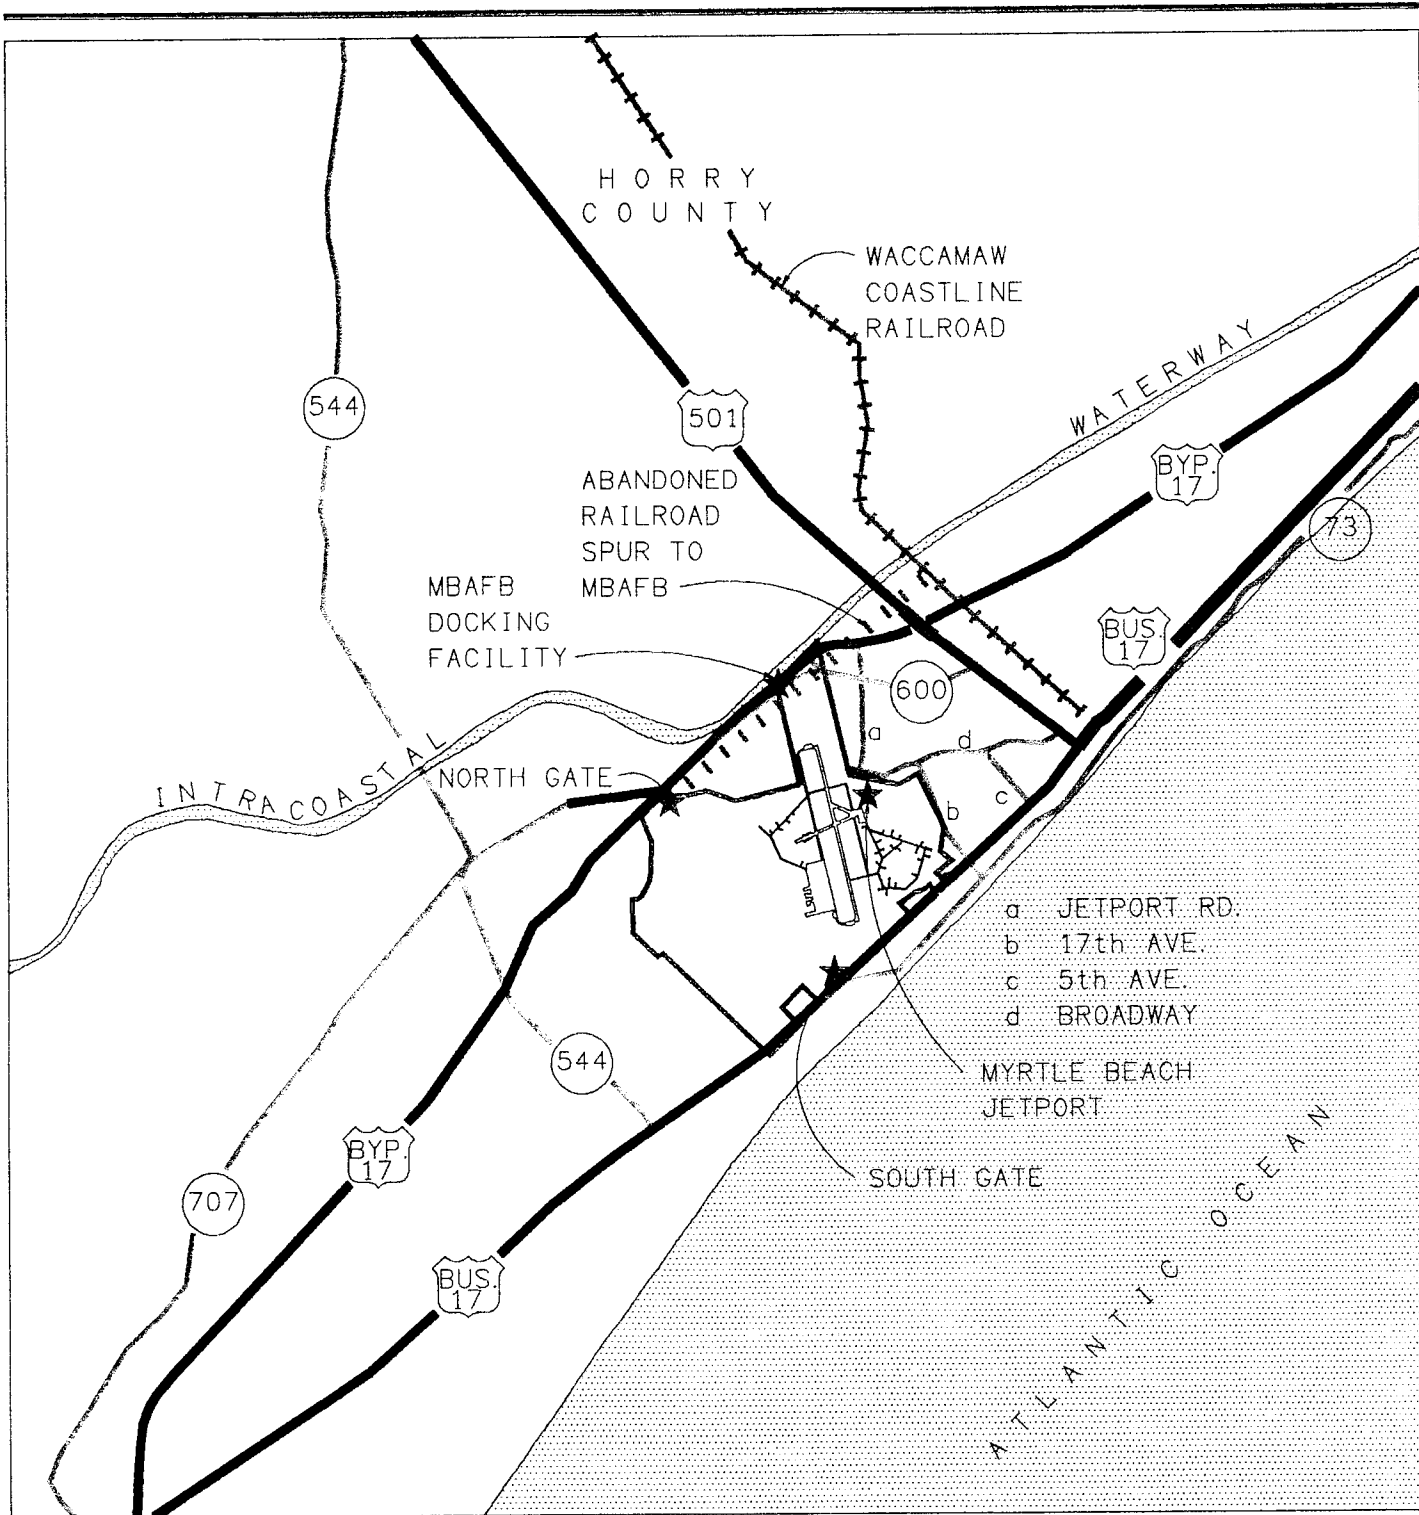 HORRY
COUNTY
WACCAMAW
COASTLINE
RAILROAD
544
501
WATERWAY
BYP.
17
73
ABANDONED
RAILROAD
SPUR TO
MBAFB
MBAFB
DOCKING
FACILITY
BUS.
17
600
a
d
INTRACOASTAL
NORTH GATE
c
b
a JETPORT RD.
b 17th AVE.
c 5th AVE.
d BROADWAY
544
MYRTLE BEACH
JETPORT
BYP.
17
SOUTH GATE
707
BUS.
17
ATLANTIC OCEAN